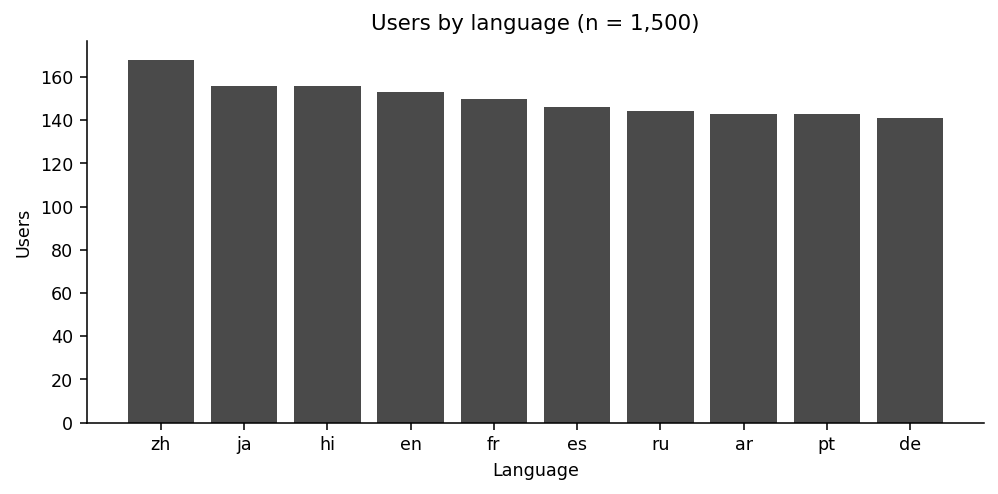 Users by language (n = 1,500)
Users
160
140
120
100
80
60
40
20
0
zh ja hi en fr es ru ar pt de
Language